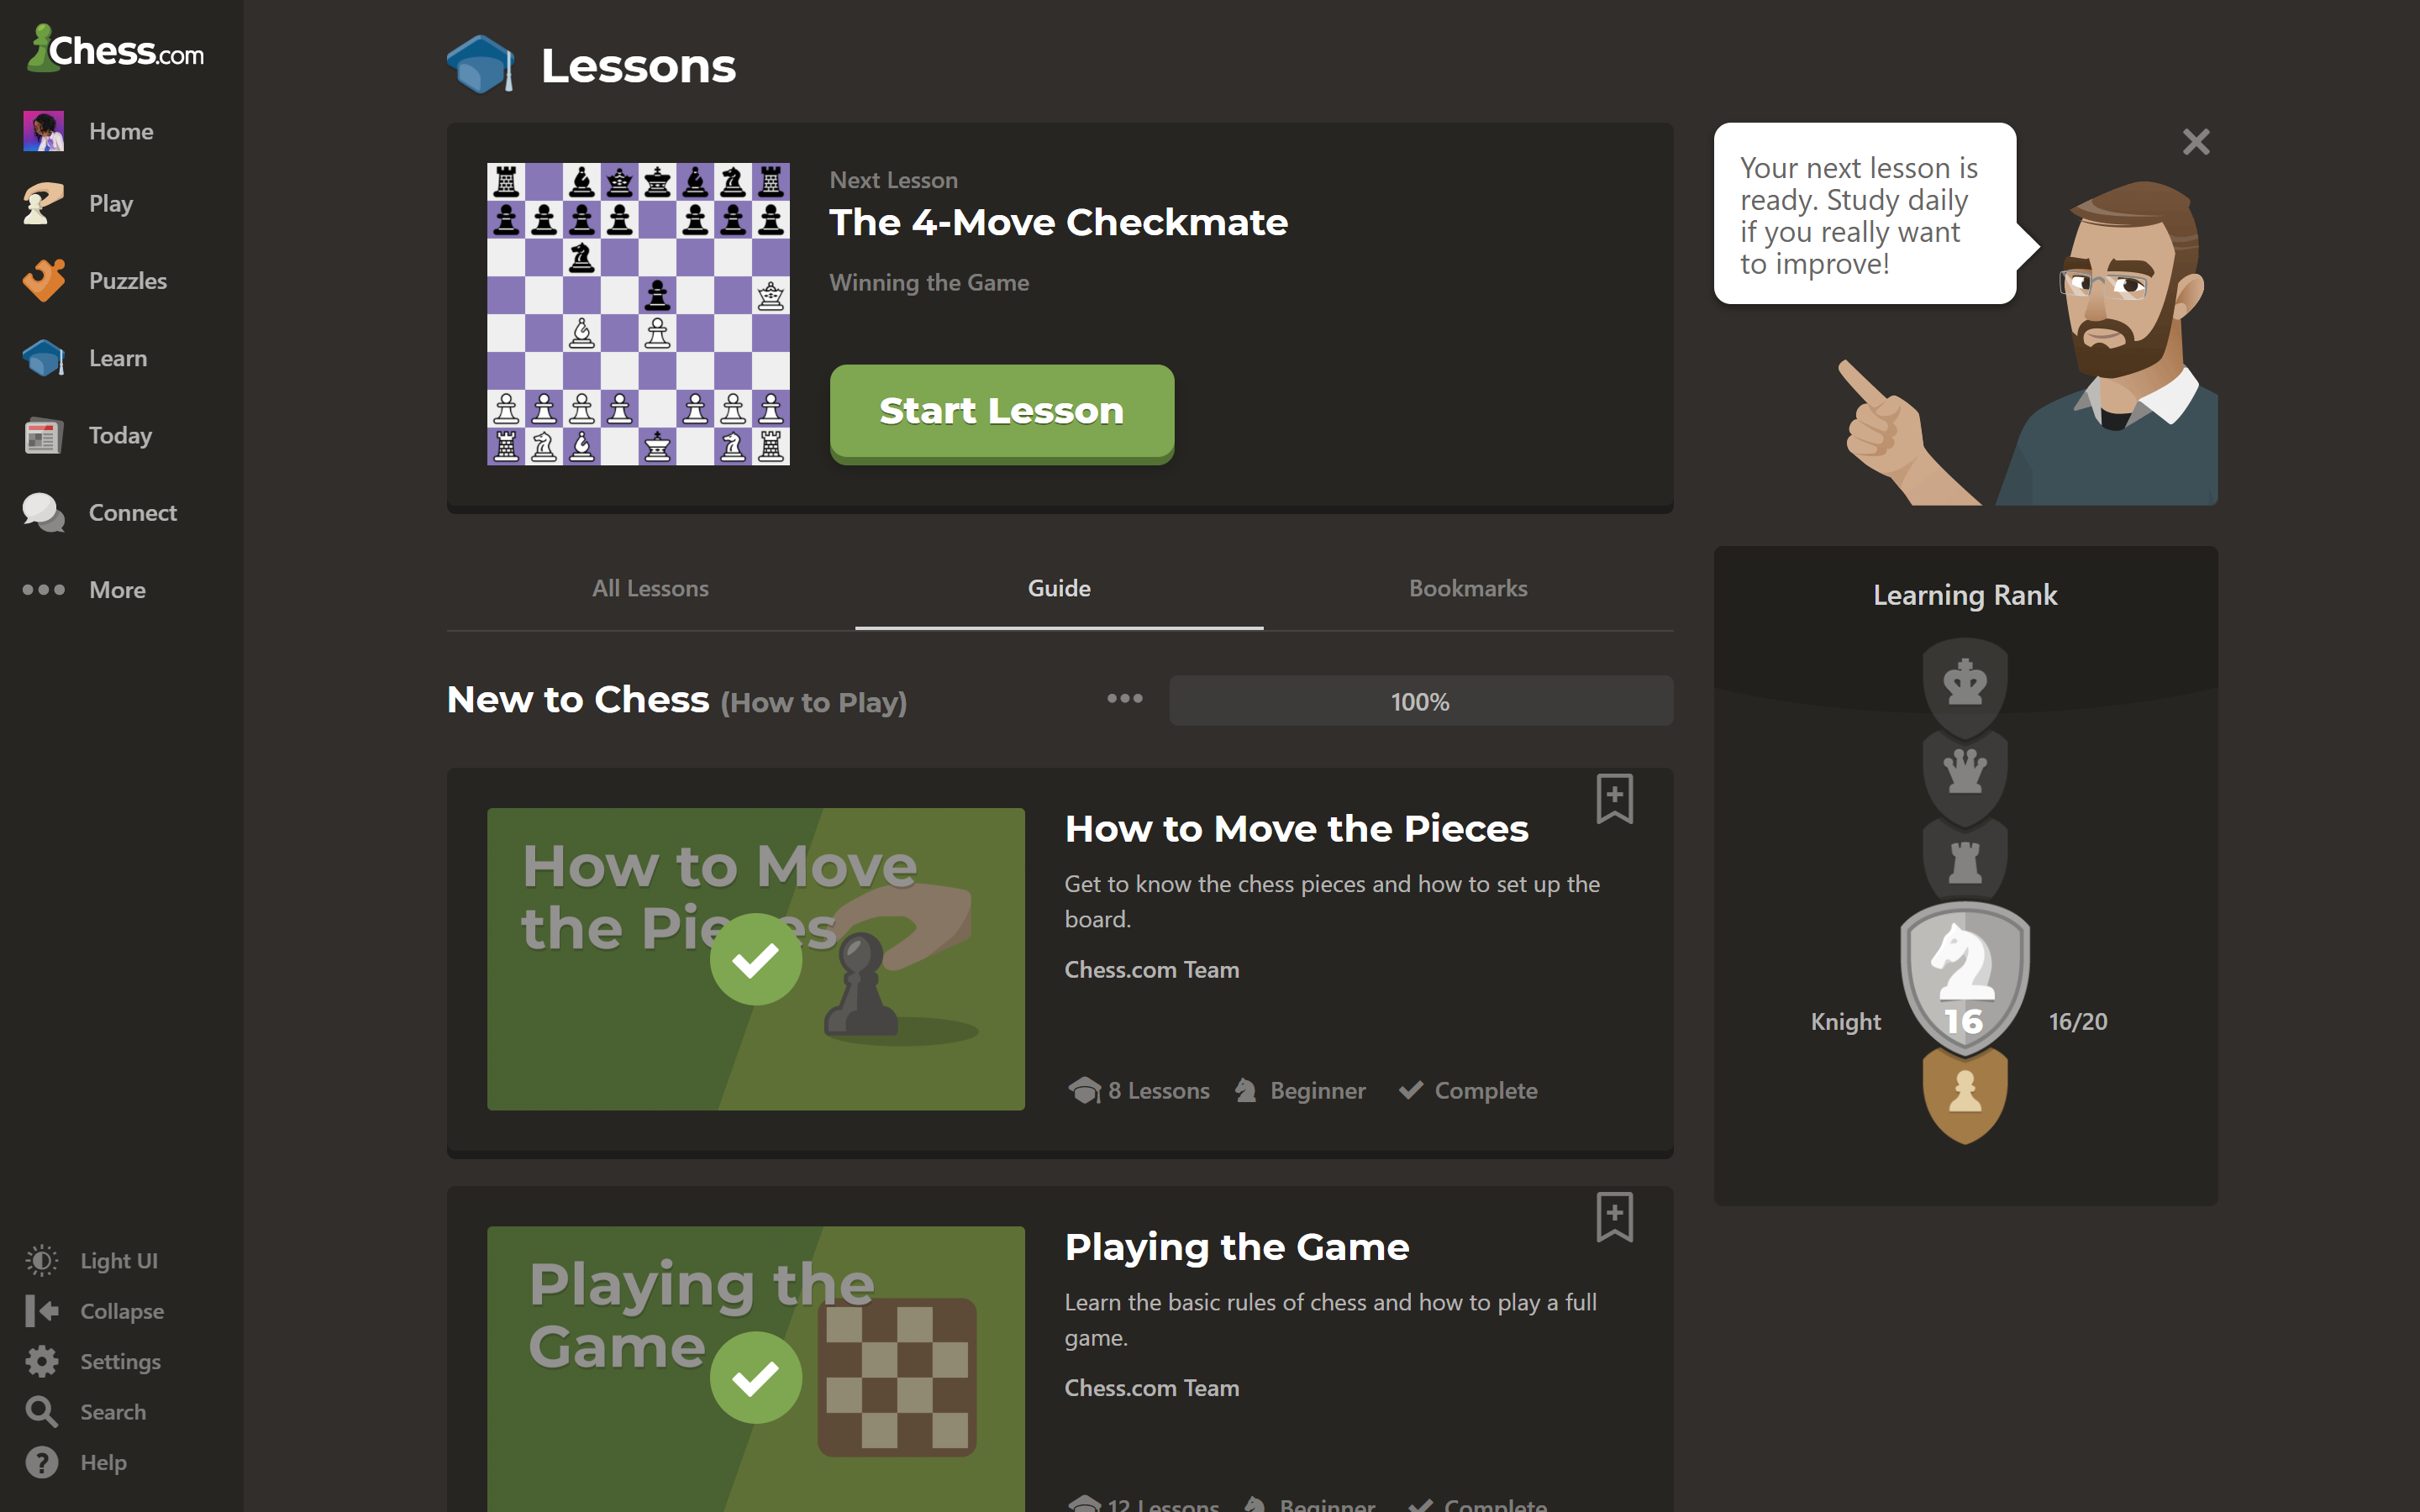 Chess.com
Home
Play
Puzzles
Learn
Today
Connect
More
Light UI
Collapse
Settings
Search
Help
Lessons
Next Lesson
The 4-Move Checkmate
Winning the Game
Start Lesson
Your next lesson is
ready. Study daily
if you really want
to improve!
All Lessons
Guide
Bookmarks
New to Chess (How to Play)
100%
How to Move
the Pieces
How to Move the Pieces
Get to know the chess pieces and how to set up the
board.
Chess.com Team
8 Lessons
Beginner
Complete
Playing the
Game
Playing the Game
Learn the basic rules of chess and how to play a full
game.
Chess.com Team
12 Lessons
Beginner
Complete
Learning Rank
Knight
16
16/20